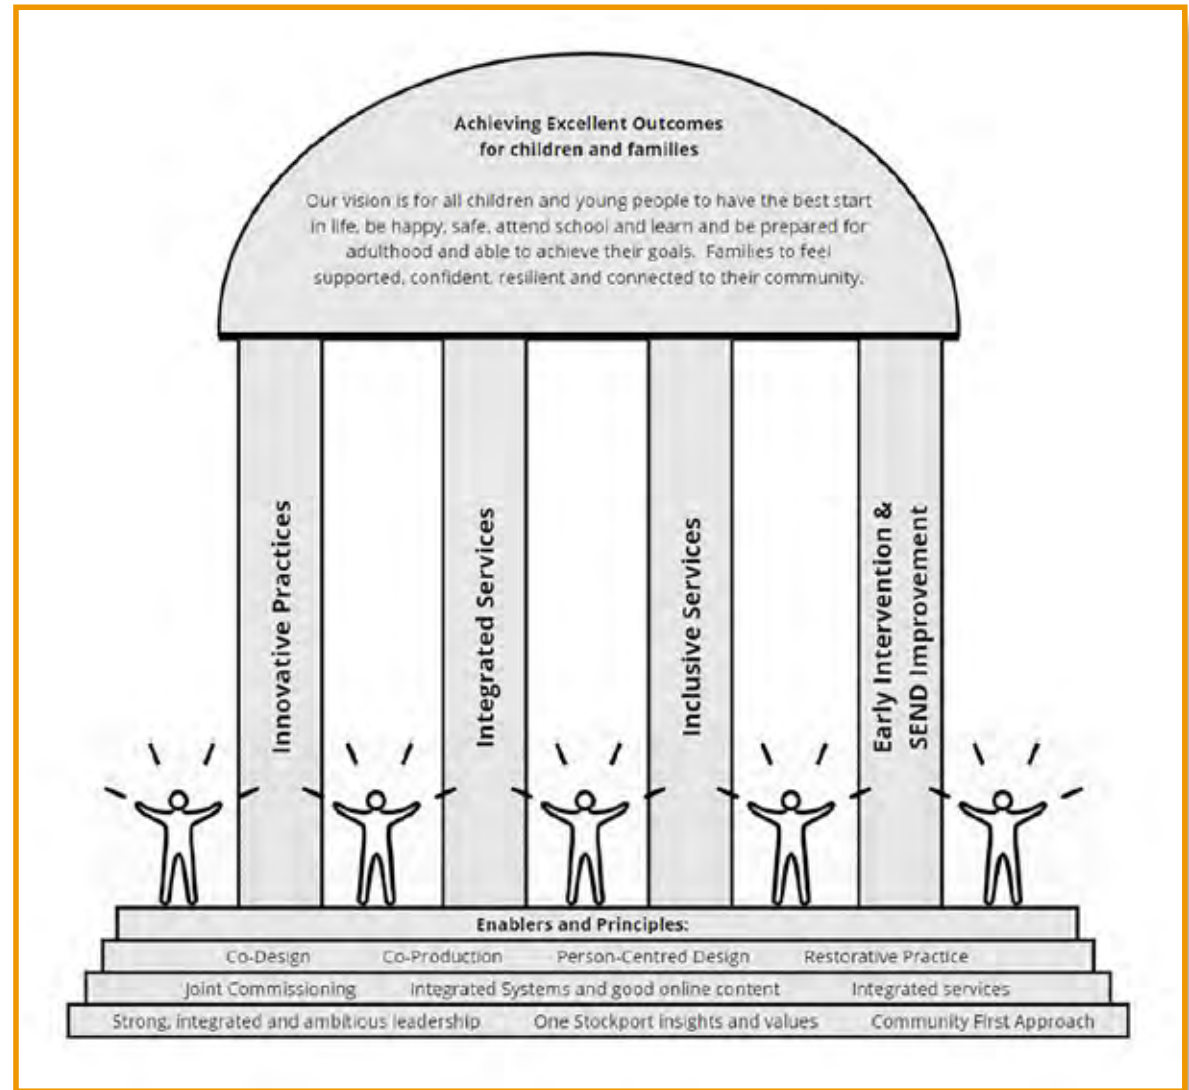 Achieving Excellent Outcomes
for children and families
Our vision is for all children and young people to have the best start
in life, be happy, safe, attend school and learn and be prepared for
adulthood and able to achieve their goals.  Families to feel
supported, confident, resilient and connected to their community.
Innovative Practices
Integrated Services
Inclusive Services
Early Intervention &
SEND Improvement
Enablers and Principles:
Co-Design Co-Production Person-Centred Design Restorative Practice
Joint Commissioning Integrated Systems and good online content Integrated services
Strong, integrated and ambitious leadership One Stockport insights and values Community First Approach